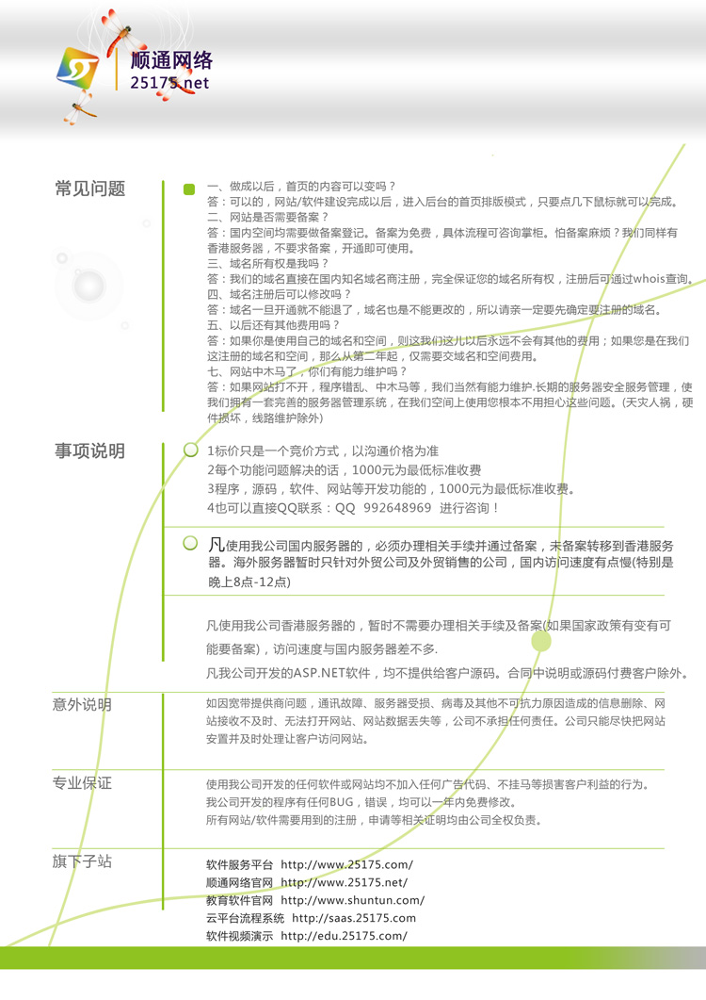 顺通网络
25175.net
常见问题
一、做成以后，首页的内容可以变吗？
答：可以的，网站/软件建设完成以后，进入后台的首页排版模式，只要点几下鼠标就可以完成。
二、网站是否需要备案？
答：国内空间均需要做备案登记。备案为免费，具体流程可咨询掌柜。怕备案麻烦？我们同样有
香港服务器，不要求备案，开通即可使用。
三、域名所有权是我吗？
答：我们的域名直接在国内知名域名商注册，完全保证您的域名所有权，注册后可通过whois查询。
四、域名注册后可以修改吗？
答：域名一旦开通就不能退了，域名也是不能更改的，所以请亲一定要先确定要注册的域名。
五、以后还有其他费用吗？
答：如果你是使用自己的域名和空间，则这我们这儿以后永远不会有其他的费用；如果您是在我们
这注册的域名和空间，那么从第二年起，仅需要交域名和空间费用。
七、网站中木马了，你们有能力维护吗？
答：如果网站打不开，程序错乱、中木马等，我们当然有能力维护.长期的服务器安全服务管理，使
我们拥有一套完善的服务器管理系统，在我们空间上使用您根本不用担心这些问题。(天灾人祸，硬
件损坏，线路维护除外)
事项说明
1标价只是一个竞价方式，以沟通价格为准
2每个功能问题解决的话，1000元为最低标准收费
3程序，源码，软件、网站等开发功能的，1000元为最低标准收费。
4也可以直接QQ联系：QQ 992648969 进行咨询！
凡使用我公司国内服务器的，必须办理相关手续并通过备案，未备案转移到香港服务
器。海外服务器暂时只针对外贸公司及外贸销售的公司，国内访问速度有点慢(特别是
晚上8点-12点)
凡使用我公司香港服务器的，暂时不需要办理相关手续及备案(如果国家政策有变有可
能要备案)，访问速度与国内服务器差不多.
凡我公司开发的ASP.NET软件，均不提供给客户源码。合同中说明或源码付费客户除外。
意外说明
如因宽带提供商问题，通讯故障、服务器受损、病毒及其他不可抗力原因造成的信息删除、网
站接收不及时、无法打开网站、网站数据丢失等，公司不承担任何责任。公司只能尽快把网站
安置并及时处理让客户访问网站。
专业保证
使用我公司开发的任何软件或网站均不加入任何广告代码、不挂马等损害客户利益的行为。
我公司开发的程序有任何BUG，错误，均可以一年内免费修改。
所有网站/软件需要用到的注册，申请等相关证明均由公司全权负责。
旗下子站
软件服务平台 http://www.25175.com/
顺通网络官网 http://www.25175.net/
教育软件官网 http://www.shuntun.com/
云平台流程系统 http://saas.25175.com
软件视频演示 http://edu.25175.com/